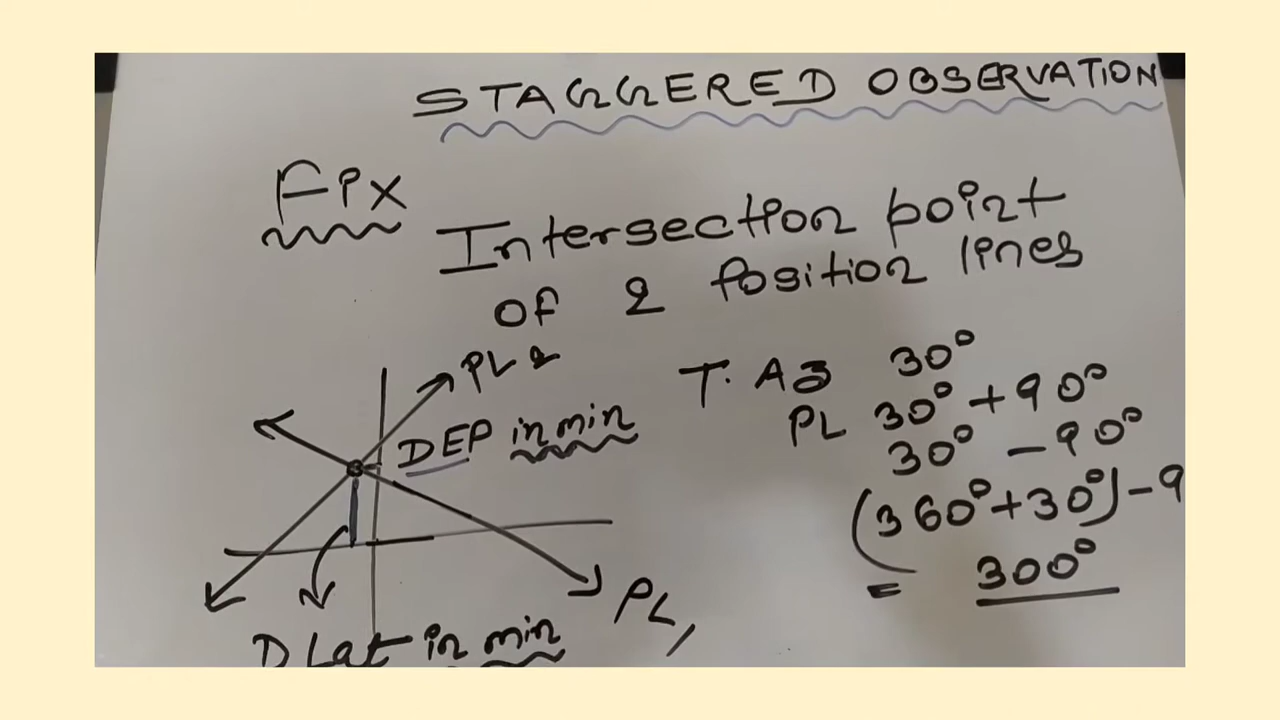 STAGGERED OBSERVATION
Fix
Intersection point
of 2 Position lines
PL 2
DEP in min
T. Az 30°
PL 30° + 90°
30° - 90°
(360° + 30°) - 9
= 300°
PL,
D Lat in min